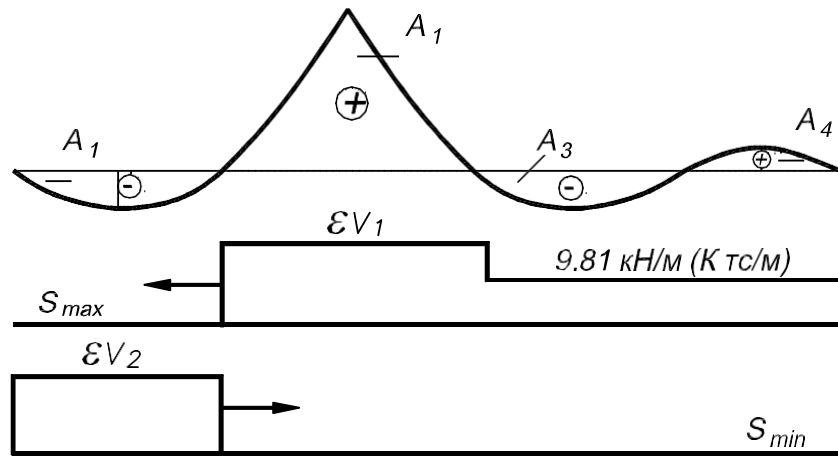 A₁
A₁
A₃
A₄
+
-
-
+
εV₁
9.81 кН/м (К тс/м)
Smax
εV₂
Smin